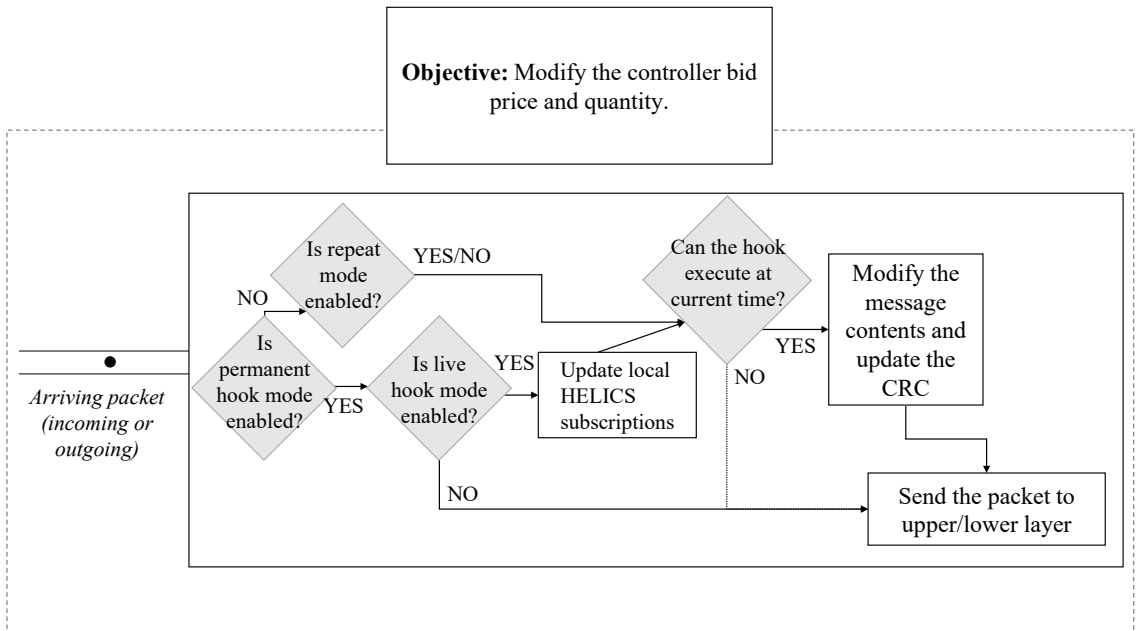 Objective: Modify the controller bid
price and quantity.
Is repeat
mode
enabled?
YES/NO
Can the hook
execute at
current time?
Modify the
message
contents and
update the
CRC
NO
YES
Is
permanent
hook mode
enabled?
YES
Is live
hook mode
enabled?
YES
Update local
HELICS
subscriptions
NO
Arriving packet
(incoming or
outgoing)
NO
Send the packet to
upper/lower layer